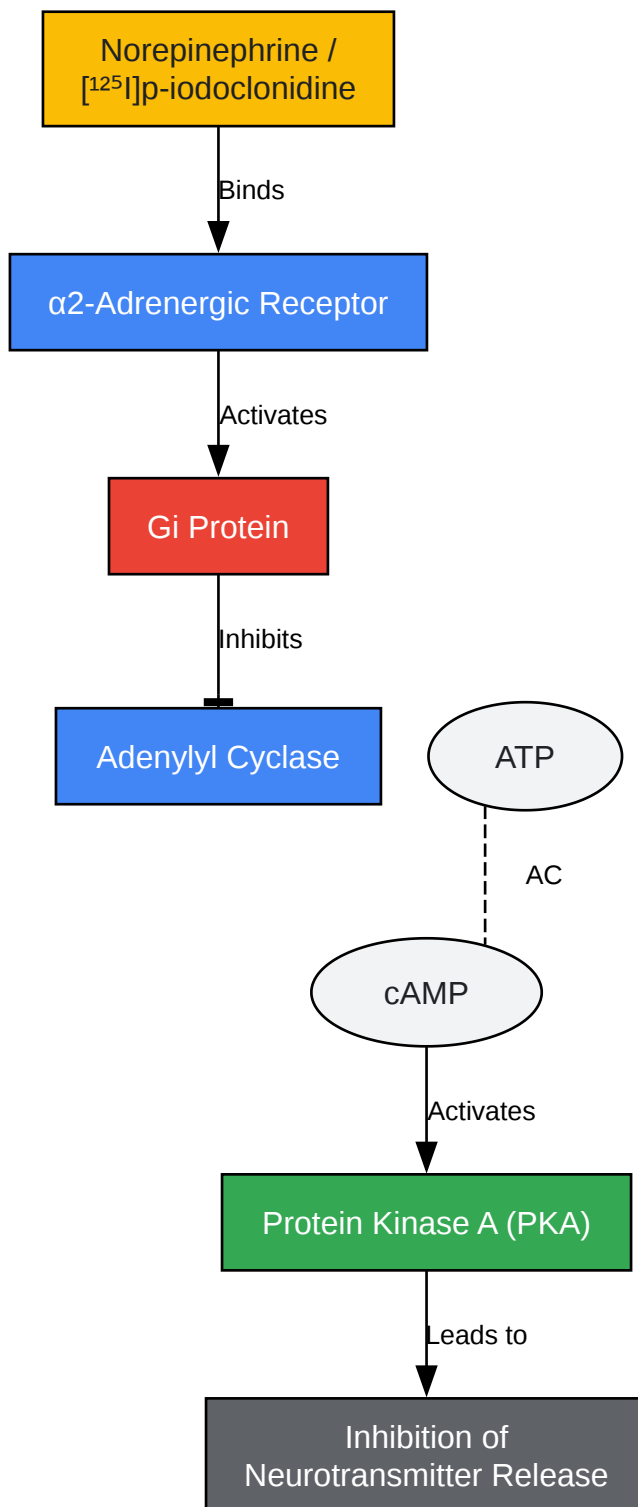 Norepinephrine /
[¹²⁵I]p-iodoclonidine
Binds
α2-Adrenergic Receptor
Activates
Gi Protein
Inhibits
Adenylyl Cyclase
ATP
AC
cAMP
Activates
Protein Kinase A (PKA)
Leads to
Inhibition of
Neurotransmitter Release